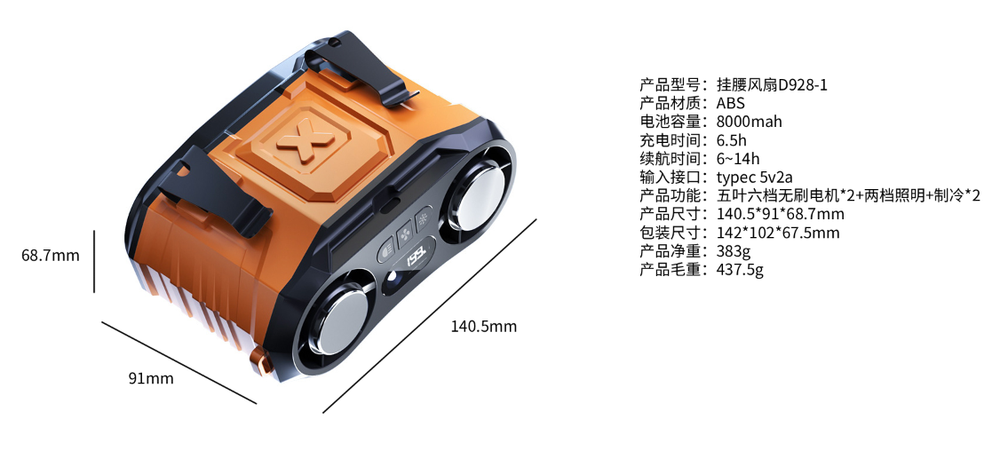 产品型号：挂腰风扇D928-1
产品材质：ABS
电池容量：8000mah
充电时间：6.5h
续航时间：6~14h
输入接口：typec 5v2a
产品功能：五叶六档无刷电机*2+两档照明+制冷*2
产品尺寸：140.5*91*68.7mm
包装尺寸：142*102*67.5mm
产品净重：383g
产品毛重：437.5g
68.7mm
199
140.5mm
91mm